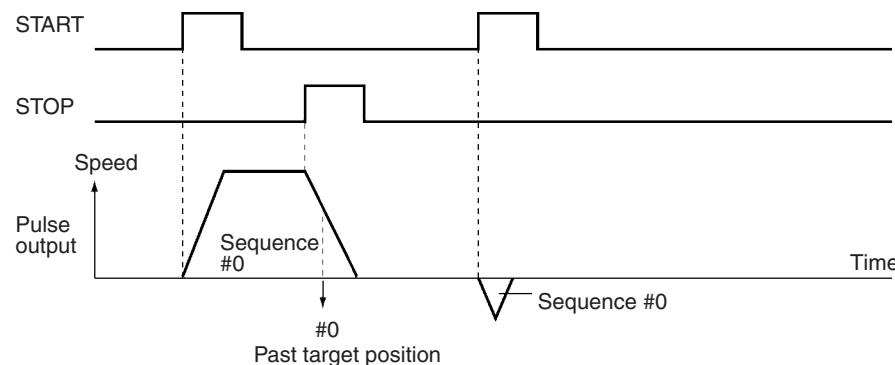 START
STOP
Speed
Pulse
output
Sequence
#0
Time
Sequence #0
#0
Past target position